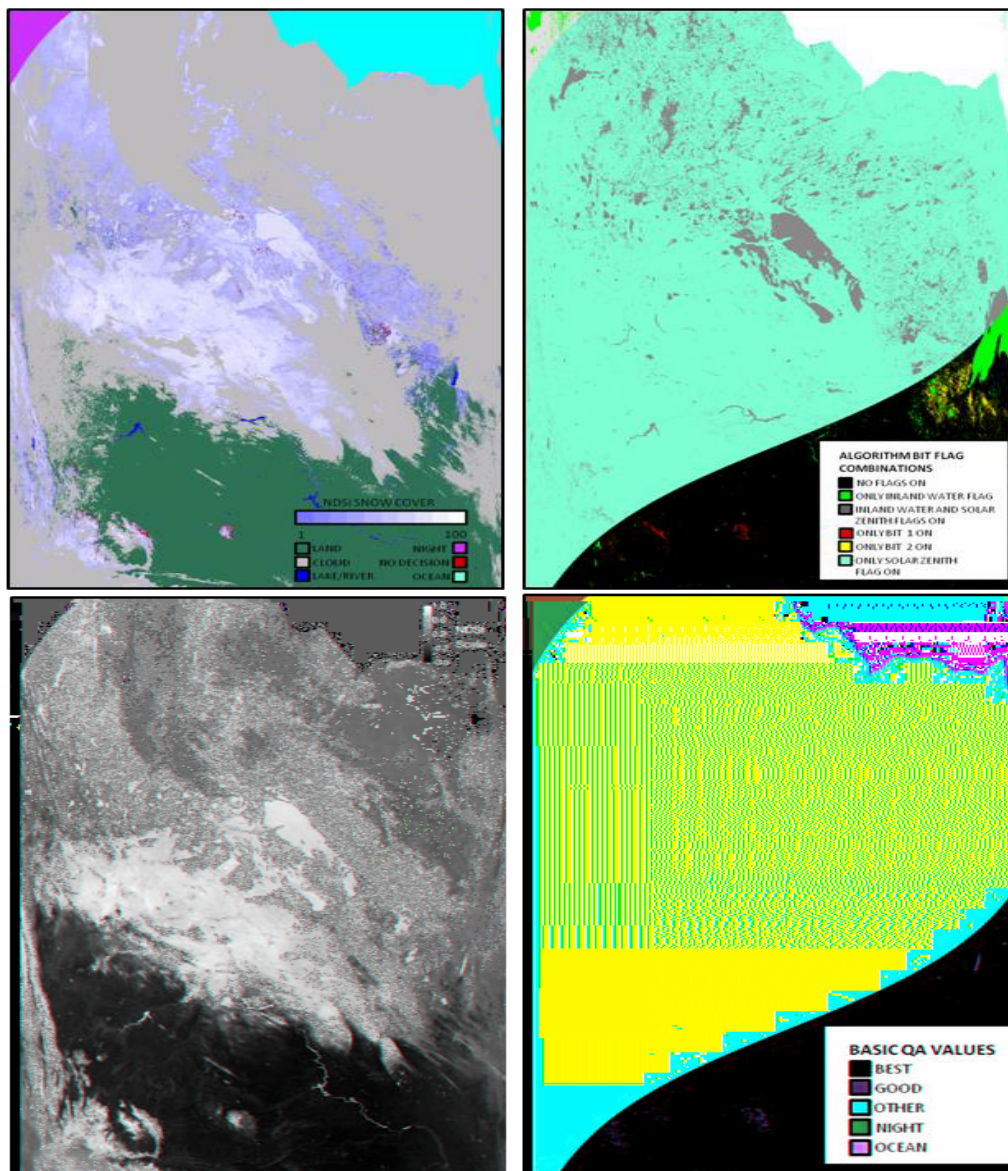 NDSI SNOW COVER
1 100
LAND NIGHT
CLOUD NO DECISION
LAKE/RIVER OCEAN
ALGORITHM BIT FLAG
COMBINATIONS
NO FLAGS ON
ONLY INLAND WATER FLAG
INLAND WATER AND SOLAR
ZENITH FLAGS ON
ONLY BIT 1 ON
ONLY BIT 2 ON
ONLY SOLAR ZENITH
FLAG ON
BASIC QA VALUES
BEST
GOOD
OTHER
NIGHT
OCEAN